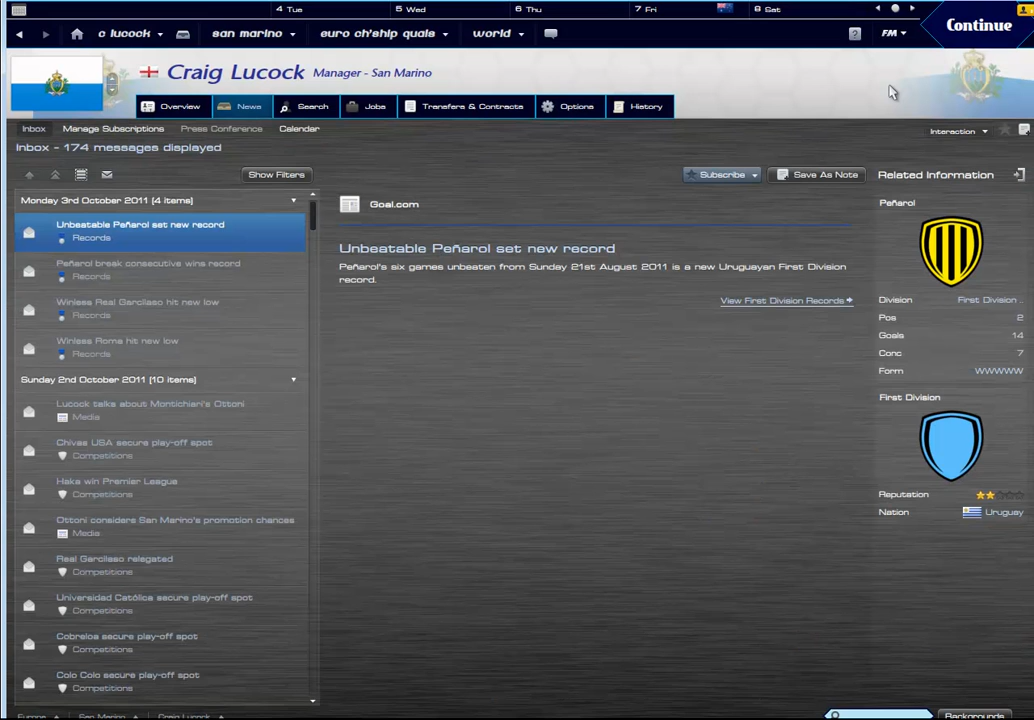 4 Tue 5 Wed 6 Thu 7 Fri 8 Sat
c lucock san marino euro ch'ship quals world ? FM Continue
Craig Lucock Manager - San Marino
Overview News Search Jobs Transfers & Contracts Options History
Inbox Manage Subscriptions Press Conference Calendar Interaction
Inbox - 174 messages displayed
Show Filters Subscribe Save As Note Related Information
Monday 3rd October 2011 (4 items)
Unbeatable Peñarol set new record
Records
Peñarol break consecutive wins record
Records
Winless Real Garcilaso hit new low
Records
Winless Roma hit new low
Records
Sunday 2nd October 2011 (10 items)
Lucock talks about Montichiari's Ottoni
Media
Chivas USA secure play-off spot
Competitions
Haka win Premier League
Competitions
Ottoni considers San Marino's promotion chances
Media
Real Garcilaso relegated
Competitions
Universidad Católica secure play-off spot
Competitions
Cobreloa secure play-off spot
Competitions
Colo Colo secure play-off spot
Competitions
Goal.com
Unbeatable Peñarol set new record
Peñarol's six games unbeaten from Sunday 21st August 2011 is a new Uruguayan First Division
record.
View First Division Records
Peñarol
Division First Division ..
Pos 2
Goals 14
Conc 7
Form WWWWW
First Division
Reputation
Nation Uruguay
Europe San Marino Craig Lucock Backgrounds